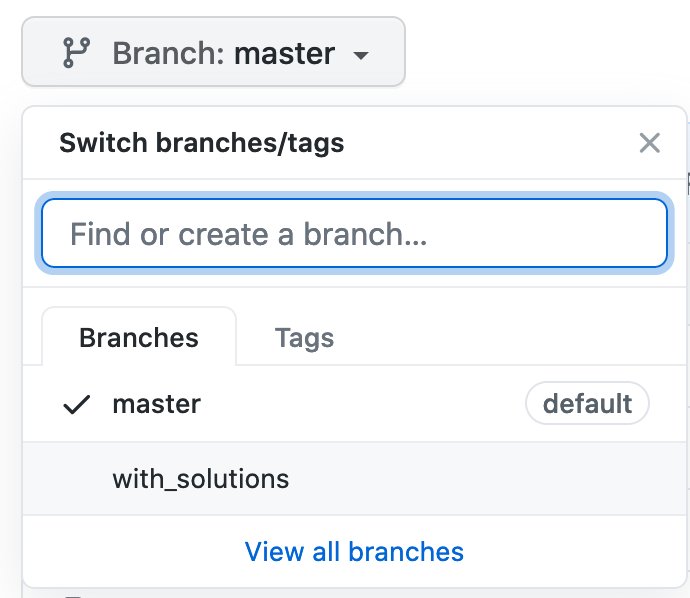 Branch: master
Switch branches/tags
Find or create a branch...
Branches Tags
master default
with_solutions
View all branches